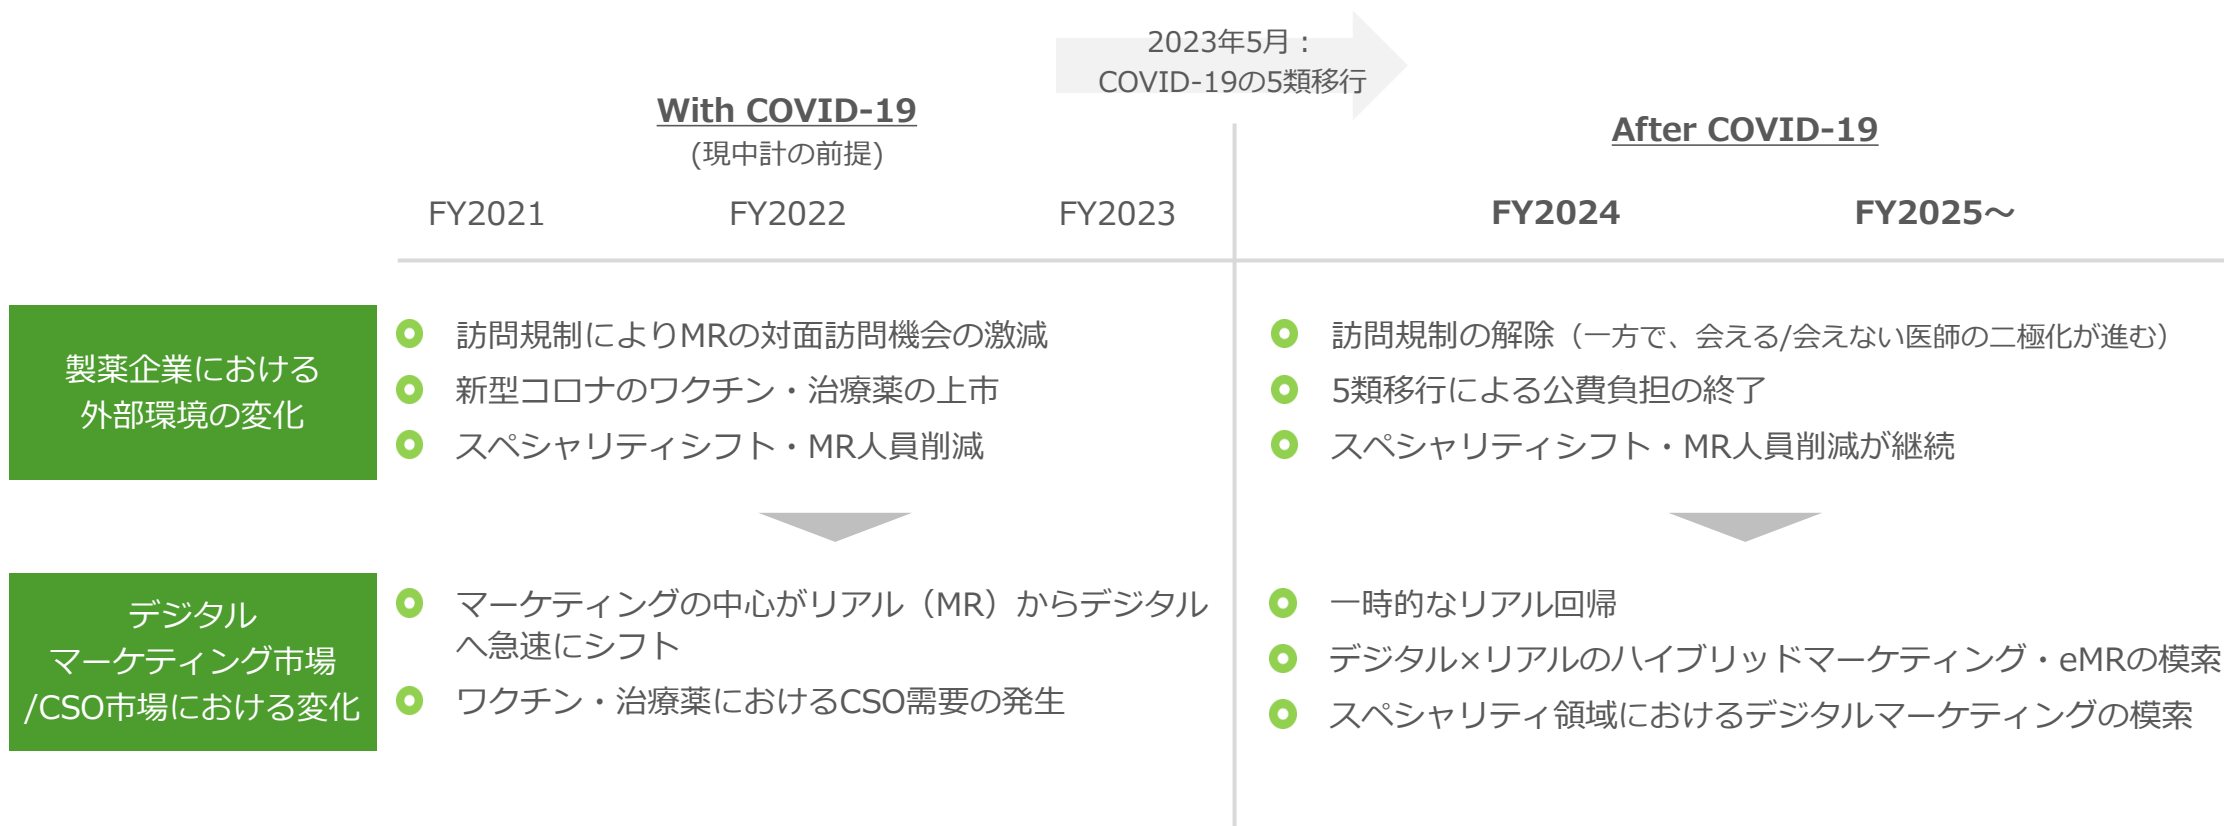 2023年5月：
COVID-19の5類移行
With COVID-19
(現中計の前提)
After COVID-19
FY2021
FY2022
FY2023
FY2024
FY2025～
製薬企業における
外部環境の変化
訪問規制によりMRの対面訪問機会の激減
新型コロナのワクチン・治療薬の上市
スペシャリティシフト・MR人員削減
訪問規制の解除（一方で、会える/会えない医師の二極化が進む）
5類移行による公費負担の終了
スペシャリティシフト・MR人員削減が継続
デジタル
マーケティング市場
/CSO市場における変化
マーケティングの中心がリアル（MR）からデジタル
へ急速にシフト
ワクチン・治療薬におけるCSO需要の発生
一時的なリアル回帰
デジタル×リアルのハイブリッドマーケティング・eMRの模索
スペシャリティ領域におけるデジタルマーケティングの模索